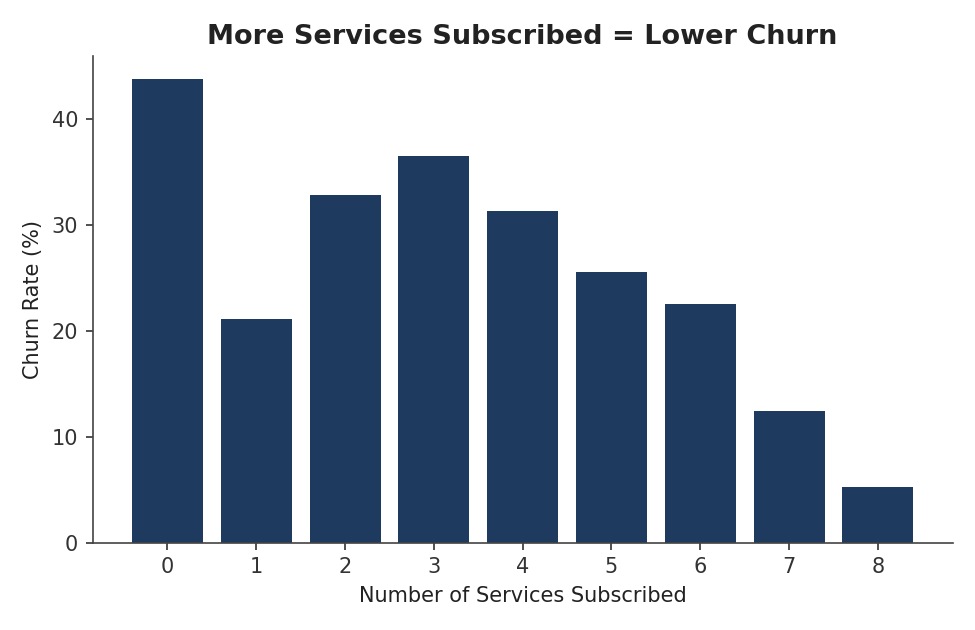 More Services Subscribed = Lower Churn
Churn Rate (%)
40
30
20
10
0
0 1 2 3 4 5 6 7 8
Number of Services Subscribed